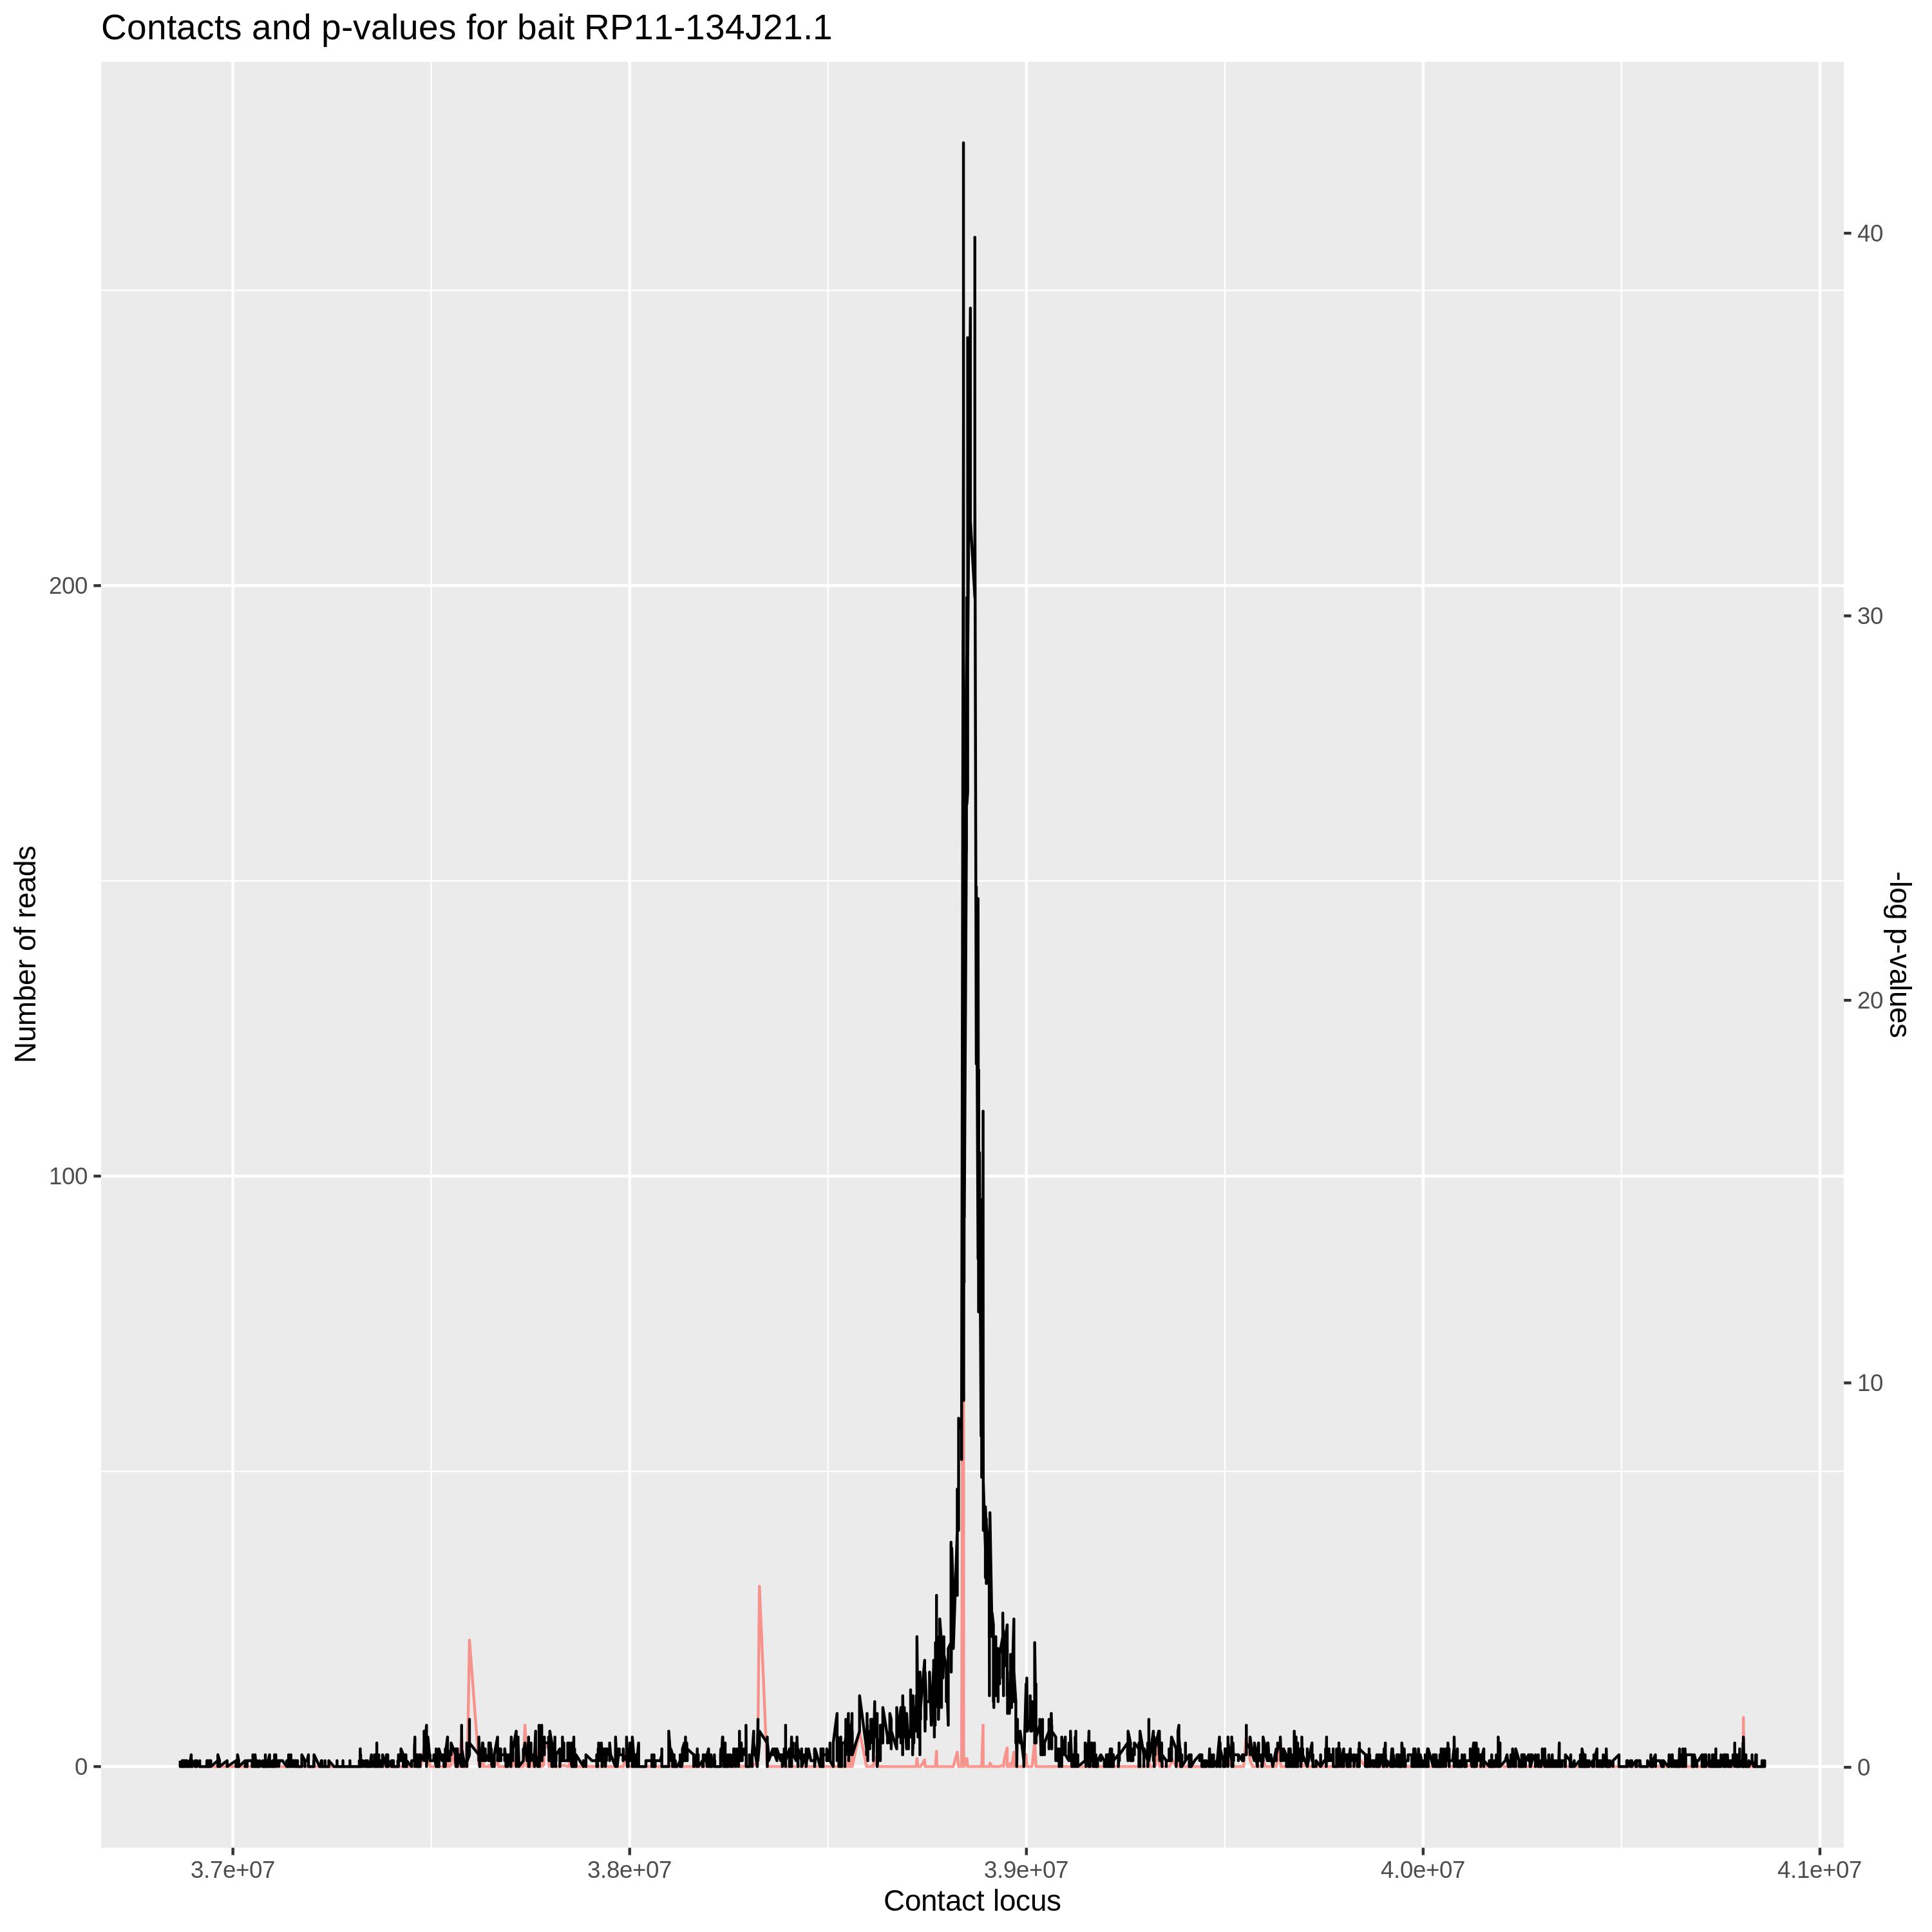 Contacts and p-values for bait RP11-134J21.1
Number of reads
200
100
0
40
30
20
10
0
-log p-values
3.7e+07 3.8e+07 3.9e+07 4.0e+07 4.1e+07
Contact locus